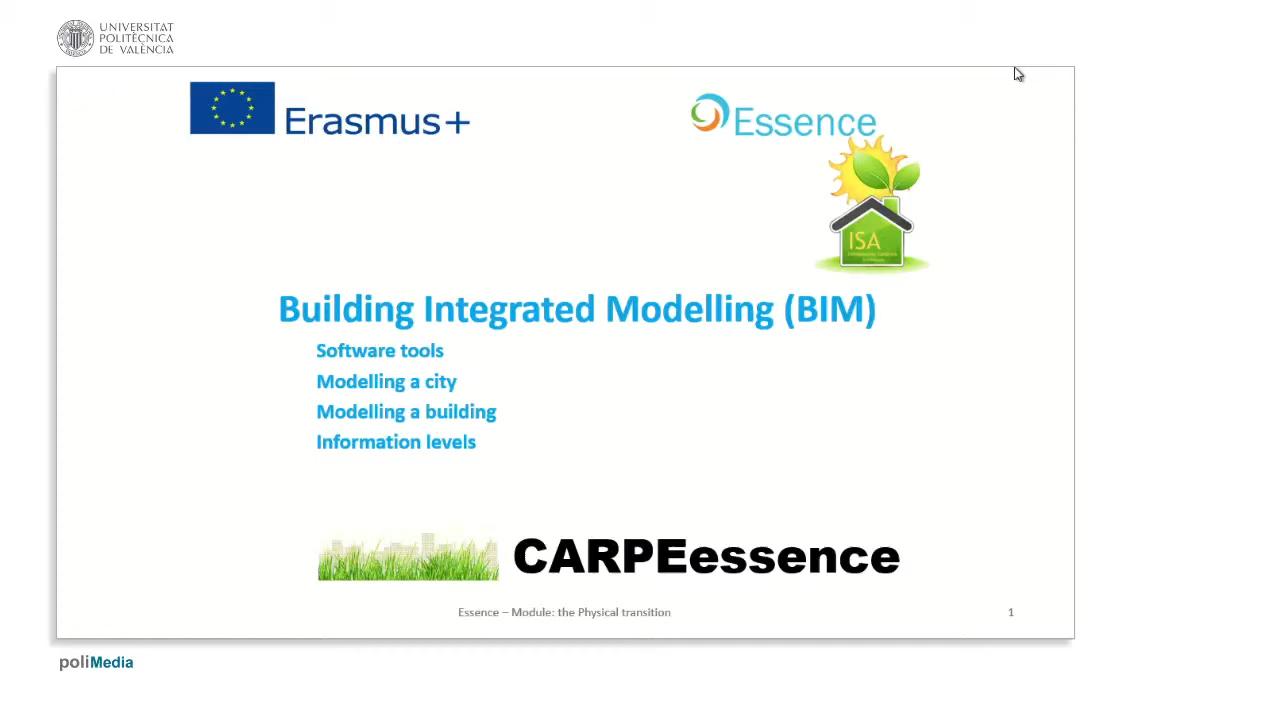 UNIVERSITAT
POLITÈCNICA
DE VALÈNCIA
Erasmus+
Essence
ISA
Building Integrated Modelling (BIM)
Software tools
Modelling a city
Modelling a building
Information levels
CARPEessence
Essence – Module: the Physical transition
1
poliMedia